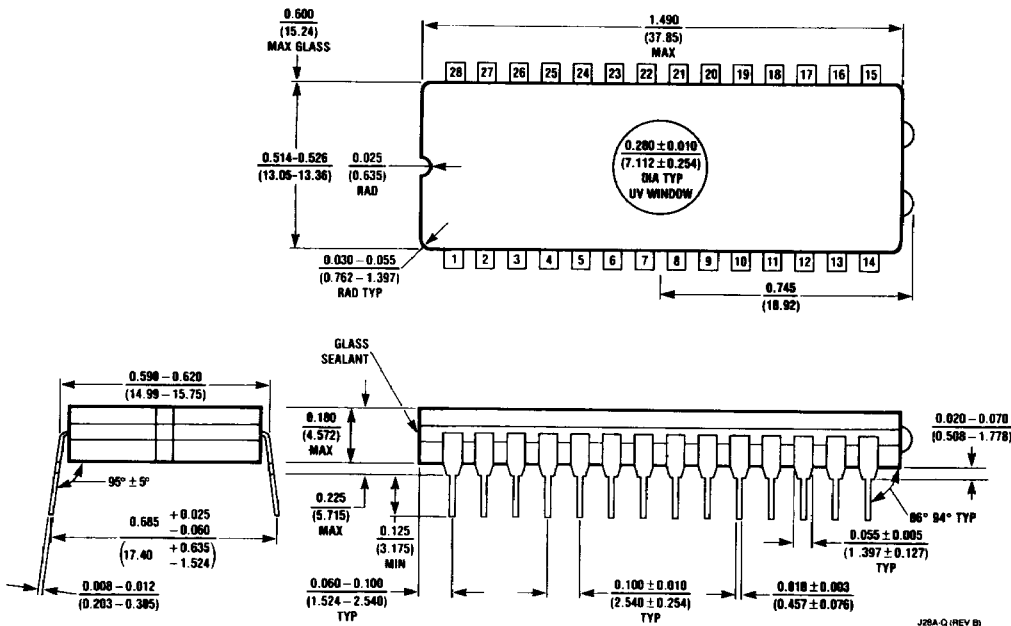 0.600
(15.24)
MAX GLASS
1.490
(37.85)
MAX
28 27 26 25 24 23 22 21 20 19 18 17 16 15
0.514–0.526
(13.05-13.36)
0.025
(0.635)
RAD
0.280 ± 0.010
(7.112 ± 0.254)
DIA TYP
UV WINDOW
0.030 – 0.055
(0.762 – 1.397)
RAD TYP
1 2 3 4 5 6 7 8 9 10 11 12 13 14
0.745
(18.92)
GLASS
SEALANT
0.590 – 0.620
(14.99 – 15.75)
0.180
(4.572)
MAX
0.020 – 0.070
(0.508 – 1.778)
95° ± 5°
0.225
(5.715)
MAX
0.125
(3.175)
MIN
86° 94° TYP
0.685 + 0.025
- 0.060
(17.40 + 0.635
- 1.524)
0.055 ± 0.005
(1.397 ± 0.127)
TYP
0.008 – 0.012
(0.203 – 0.305)
0.060 – 0.100
(1.524 – 2.540)
TYP
0.100 ± 0.010
(2.540 ± 0.254)
TYP
0.018 ± 0.003
(0.457 ± 0.076)
J28A-Q (REV B)